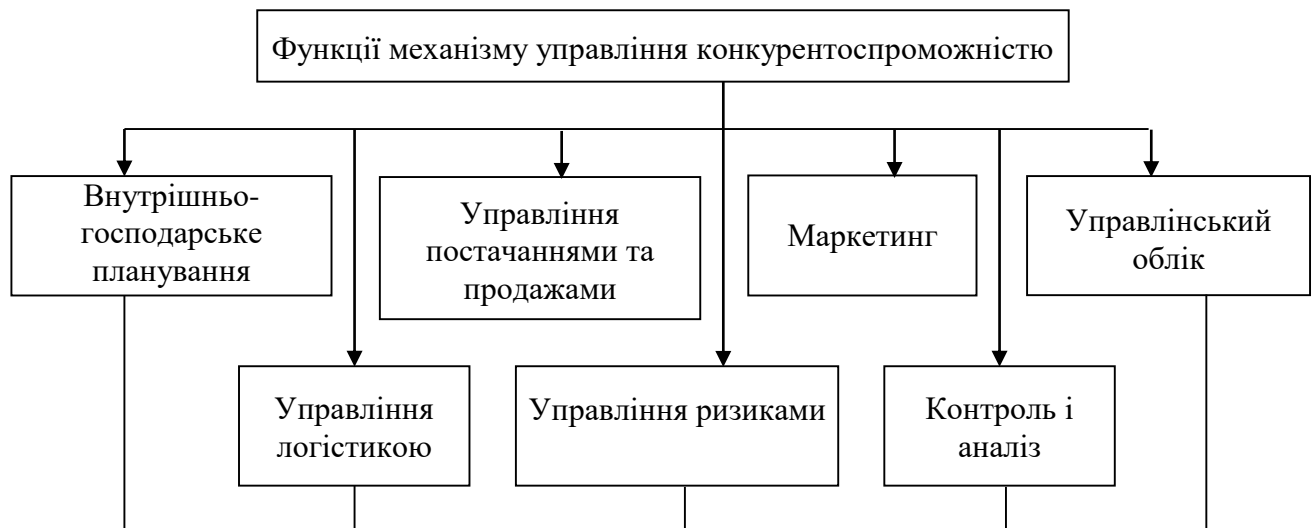 Функції механізму управління конкурентоспроможністю
Внутрішньо-
господарське
планування
Управління
постачаннями та
продажами
Маркетинг
Управлінський
облік
Управління
логістикою
Управління ризиками
Контроль і
аналіз